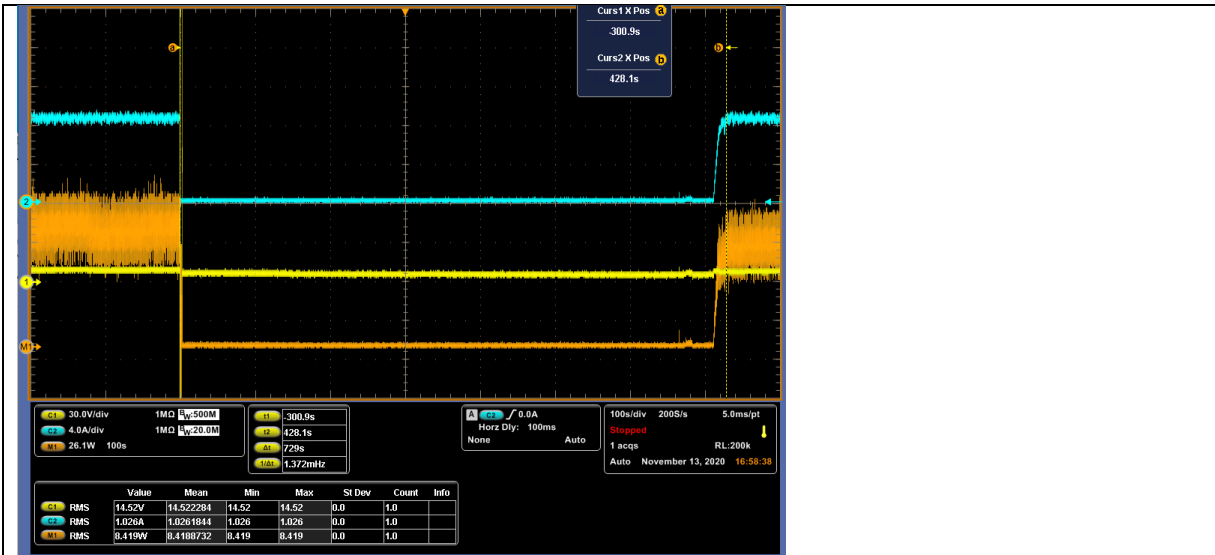 Curs1 X Pos a
-300.9s
Curs2 X Pos b
428.1s
a
b
2
1
M1
C1 30.0V/div 1MΩ BW:500M
C2 4.0A/div 1MΩ BW:20.0M
M1 26.1W 100s
t1 -300.9s
t2 428.1s
Δt 729s
1/Δt 1.372mHz
A C2 0.0A
Horz Dly: 100ms
None Auto
100s/div 200S/s 5.0ms/pt
Stopped
1 acqs RL:200k
Auto November 13, 2020 16:58:38
Value Mean Min Max St Dev Count Info
C1 RMS 14.52V 14.522284 14.52 14.52 0.0 1.0
C2 RMS 1.026A 1.0261844 1.026 1.026 0.0 1.0
M1 RMS 8.419W 8.4188732 8.419 8.419 0.0 1.0